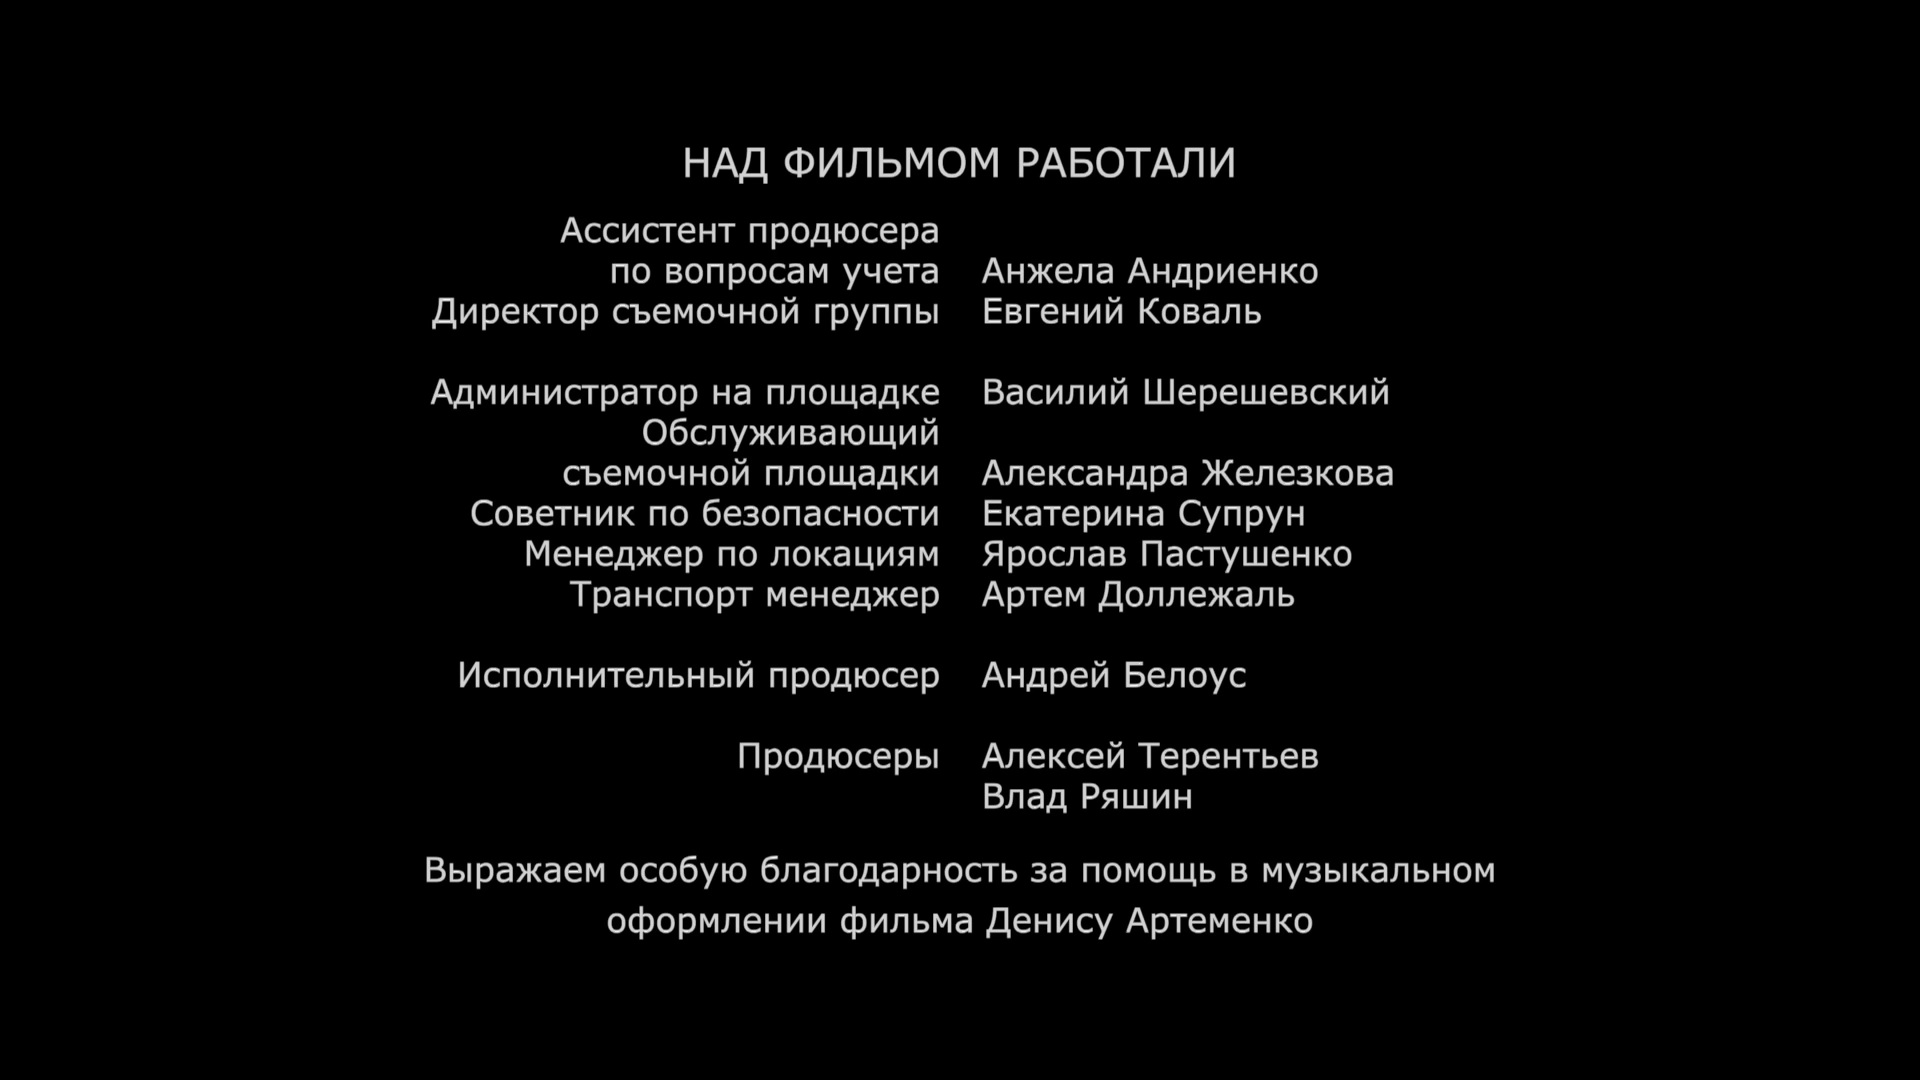 НАД ФИЛЬМОМ РАБОТАЛИ
Ассистент продюсера
по вопросам учета Анжела Андриенко
Директор съемочной группы Евгений Коваль
Администратор на площадке Василий Шерешевский
Обслуживающий
съемочной площадки Александра Железкова
Советник по безопасности Екатерина Супрун
Менеджер по локациям Ярослав Пастушенко
Транспорт менеджер Артем Доллежаль
Исполнительный продюсер Андрей Белоус
Продюсеры Алексей Терентьев
Влад Ряшин
Выражаем особую благодарность за помощь в музыкальном
оформлении фильма Денису Артеменко